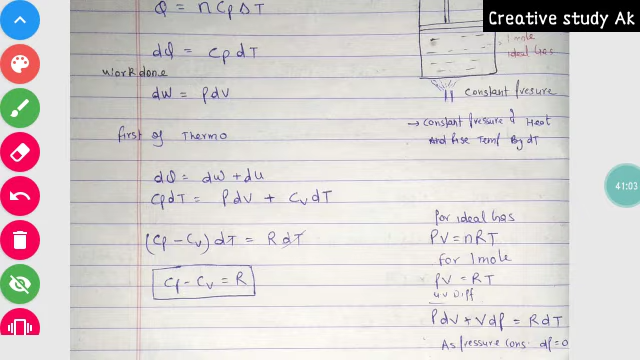 Creative study Ak
Q = nCpΔT
dQ = CpdT
work done
dW = pdV
first of Thermo
dQ = dW + dU
CpdT = PdV + CvdT
(Cp - Cv) dT = RdT
Cp - Cv = R
1 mole
ideal Gas
Constant Presure
→ Constant Pressure & Heat
And Rise Temp By dT
for ideal Gas
PV = nRT
for 1 mole
PV = RT
Diff
PdV + Vdp = RdT
As pressure cons. dp = 0
41:03